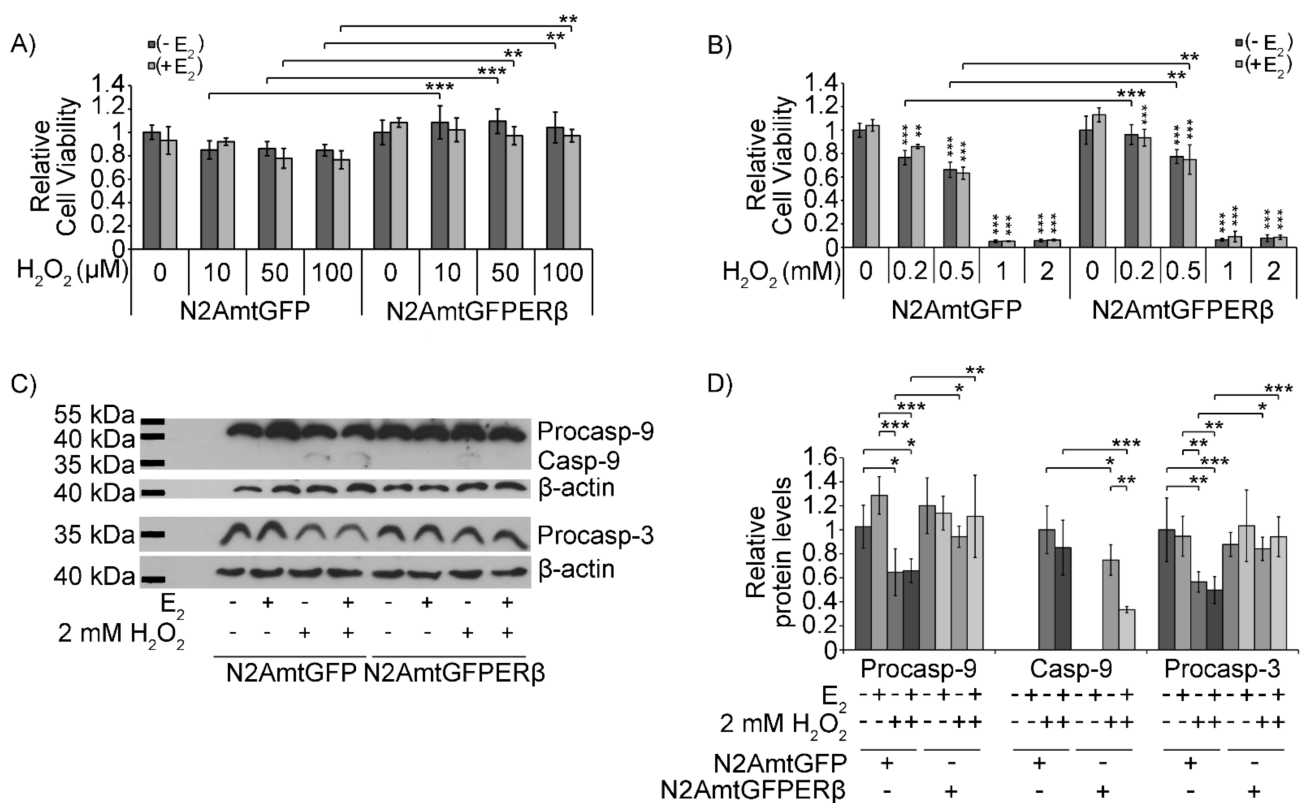 A)
(- E₂)
(+ E₂)
**
**
**
***
***
1.4
1.2
1
0.8
0.6
0.4
0.2
0
Relative
Cell Viability
H₂O₂ (µM) 0 10 50 100 0 10 50 100
N2AmtGFP N2AmtGFPERβ
B)
(- E₂)
(+ E₂)
**
**
***
1.4
1.2
1
0.8
0.6
0.4
0.2
0
Relative
Cell Viability
*** ** *** *** *** *** *** *** *** *** *** *** *** *** ***
H₂O₂ (mM) 0 0.2 0.5 1 2 0 0.2 0.5 1 2
N2AmtGFP N2AmtGFPERβ
C)
55 kDa
40 kDa Procasp-9
35 kDa Casp-9
40 kDa β-actin
35 kDa Procasp-3
40 kDa β-actin
E₂ - + - + - + - +
2 mM H₂O₂ - - + + - - + +
N2AmtGFP N2AmtGFPERβ
D)
** * *** *** * *
*** * **
*** * ** ** *** **
1.6
1.4
1.2
1
0.8
0.6
0.4
0.2
0
Relative
protein levels
Procasp-9 Casp-9 Procasp-3
E₂ -+-+ -+-+ -+-+ -+-+ -+-+ -+-+
2 mM H₂O₂ --++ --++ --++ --++ --++ --++
N2AmtGFP + - + - + -
N2AmtGFPERβ - + - + - +